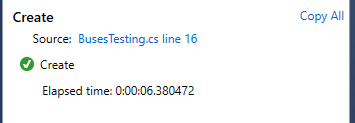 Create
Copy All
Source: BusesTesting.cs line 16
Create
Elapsed time: 0:00:06.380472